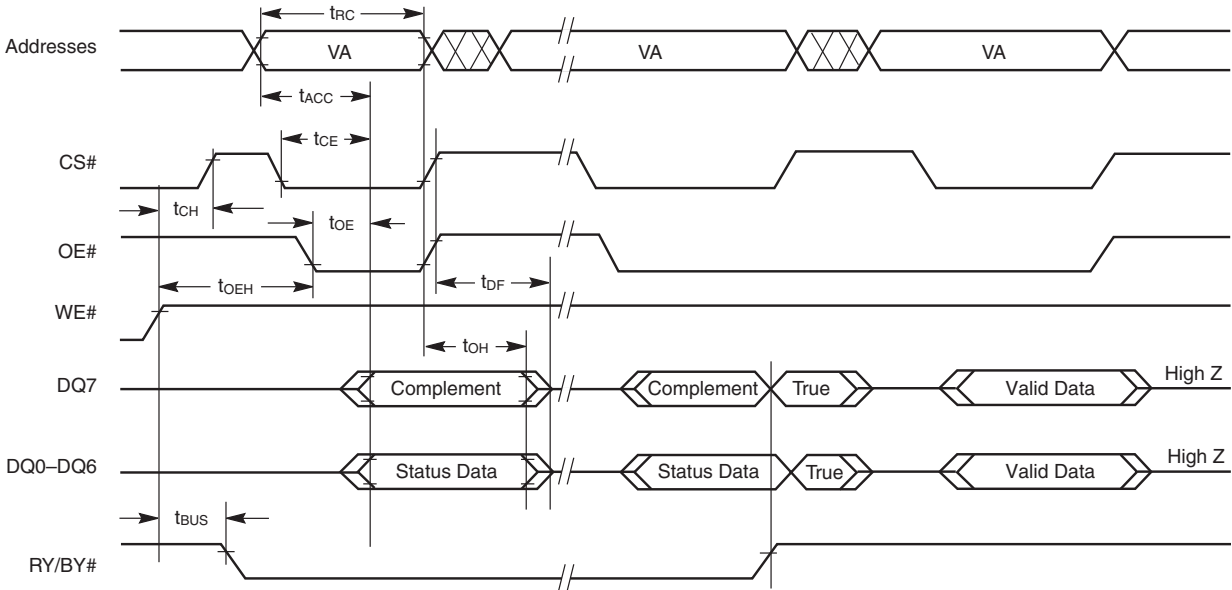 tRC
Addresses VA VA VA
tACC
tCE
CS#
tCH tOE
OE#
tOEH tDF
WE#
tOH
DQ7 Complement Complement True Valid Data High Z
DQ0–DQ6 Status Data Status Data True Valid Data High Z
tBUS
RY/BY#